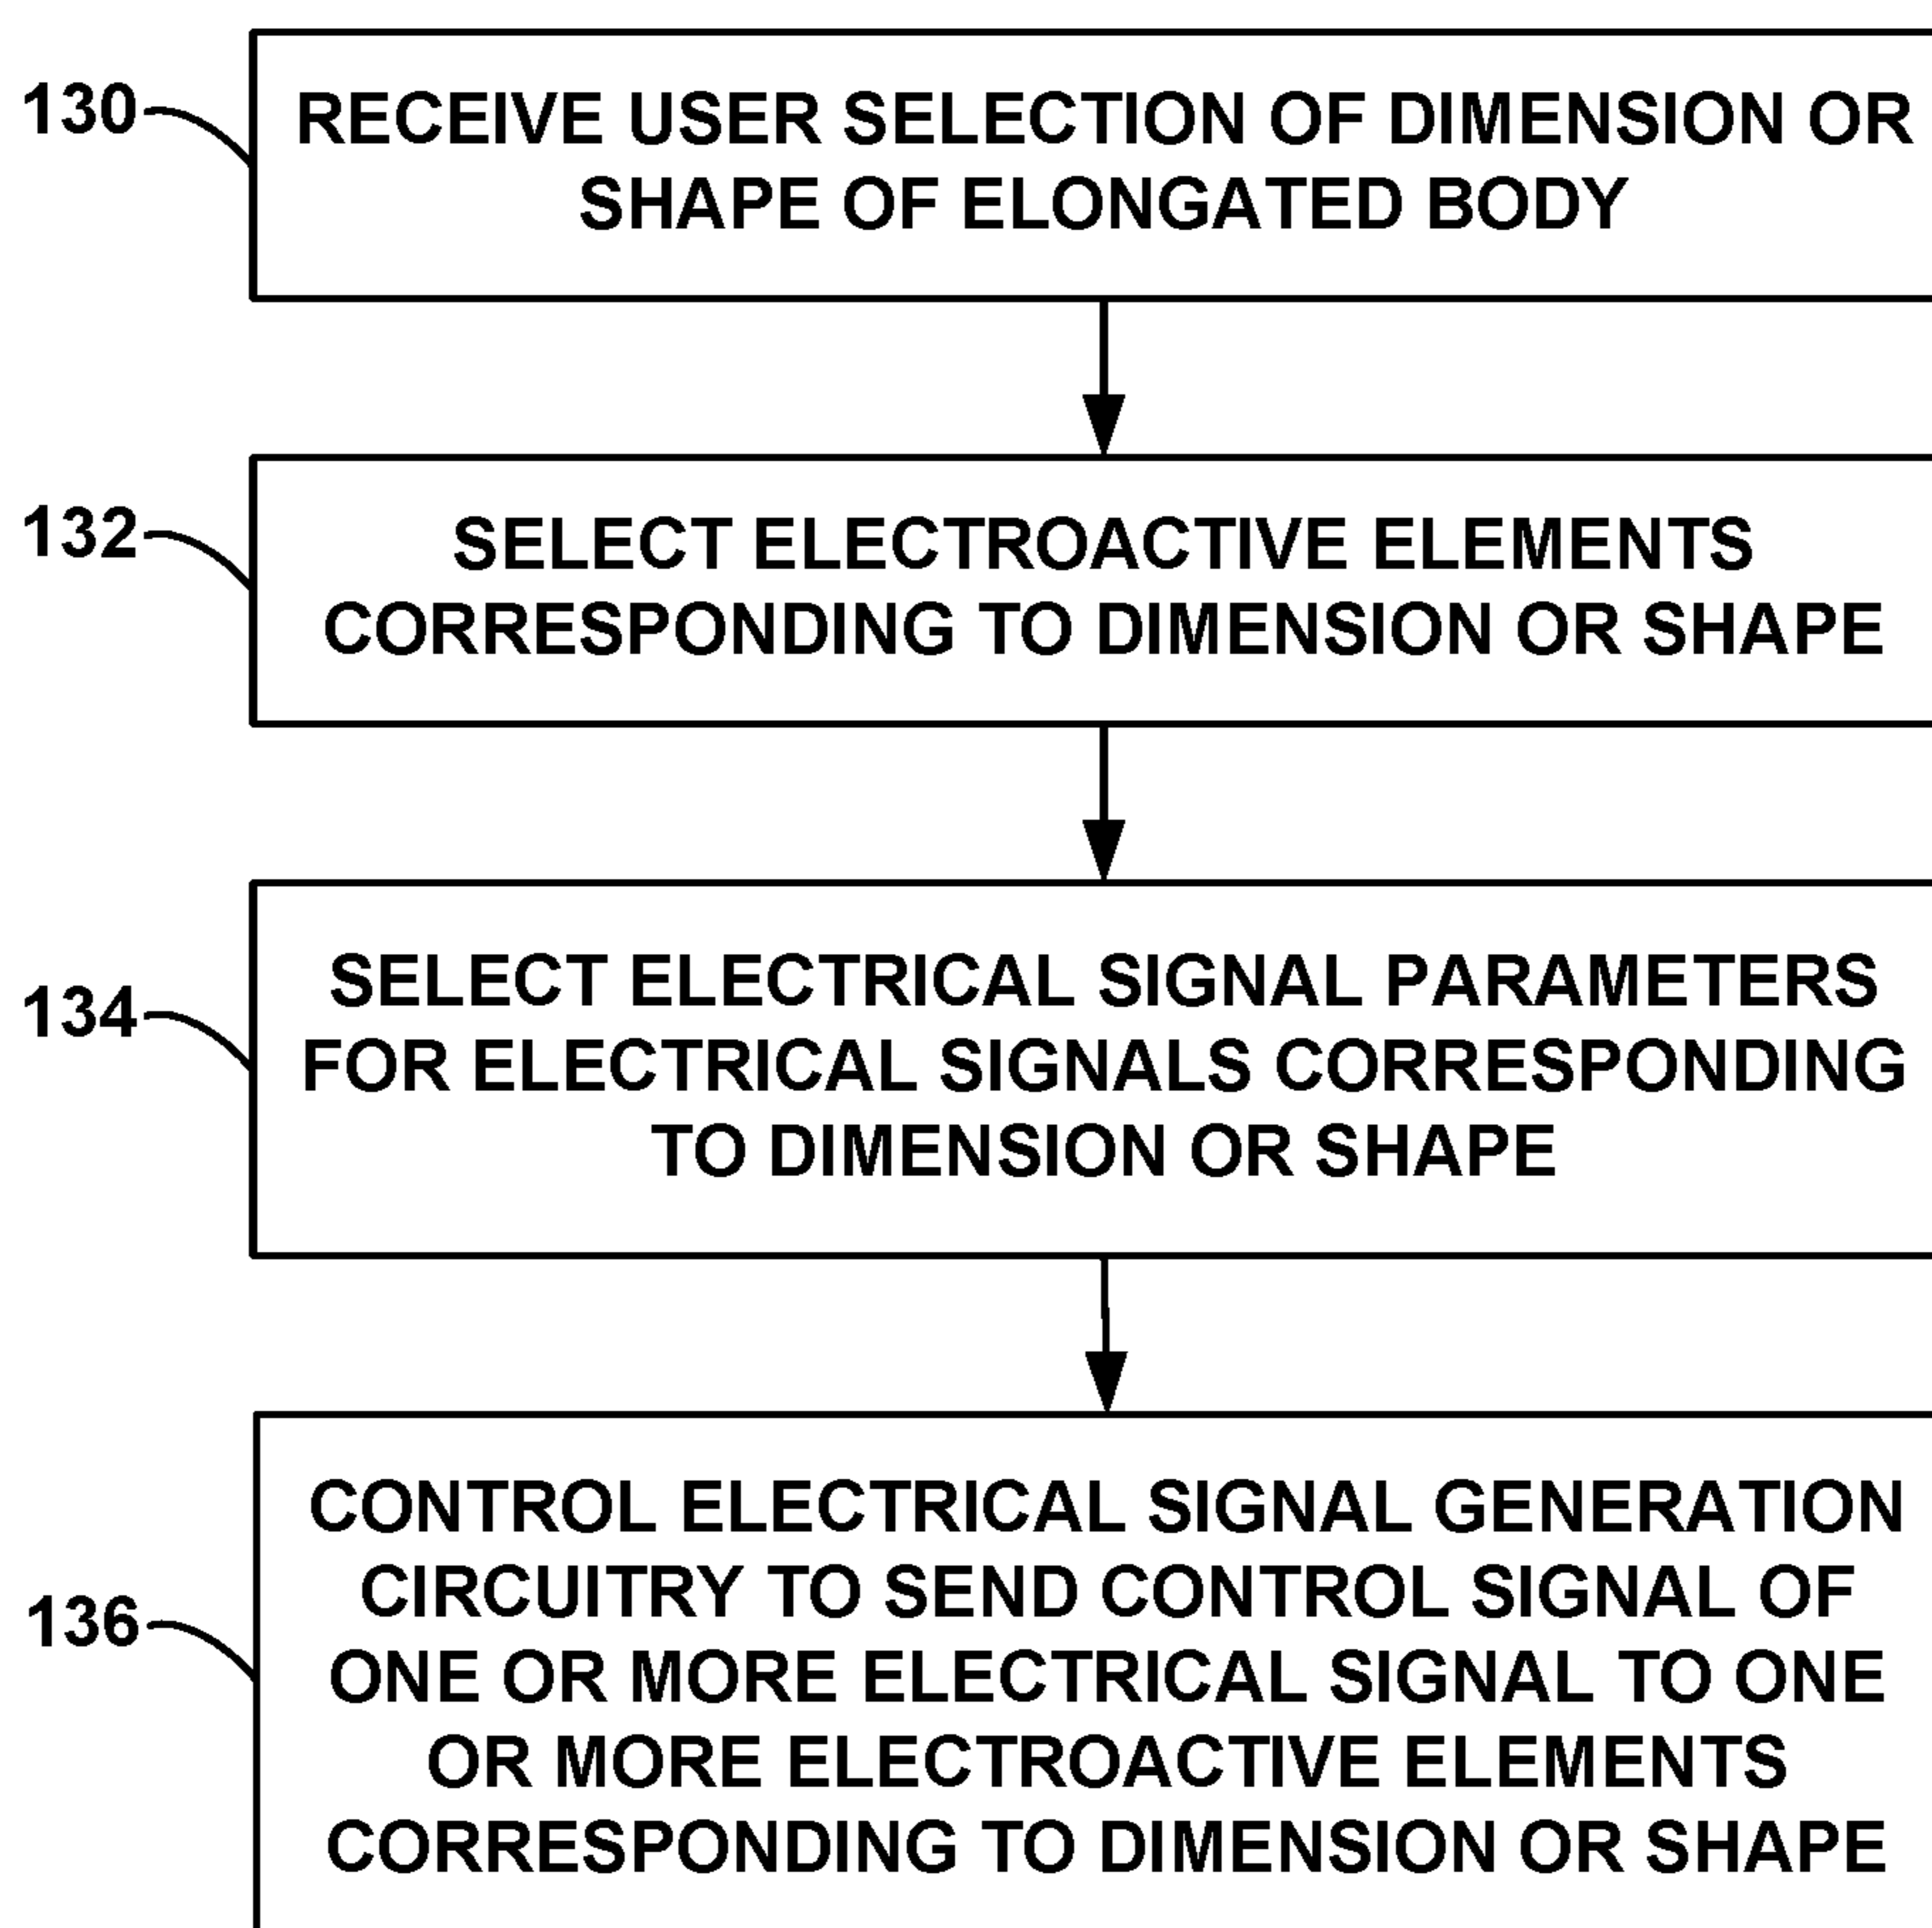 130
RECEIVE USER SELECTION OF DIMENSION OR
SHAPE OF ELONGATED BODY
132
SELECT ELECTROACTIVE ELEMENTS
CORRESPONDING TO DIMENSION OR SHAPE
134
SELECT ELECTRICAL SIGNAL PARAMETERS
FOR ELECTRICAL SIGNALS CORRESPONDING
TO DIMENSION OR SHAPE
136
CONTROL ELECTRICAL SIGNAL GENERATION
CIRCUITRY TO SEND CONTROL SIGNAL OF
ONE OR MORE ELECTRICAL SIGNAL TO ONE
OR MORE ELECTROACTIVE ELEMENTS
CORRESPONDING TO DIMENSION OR SHAPE